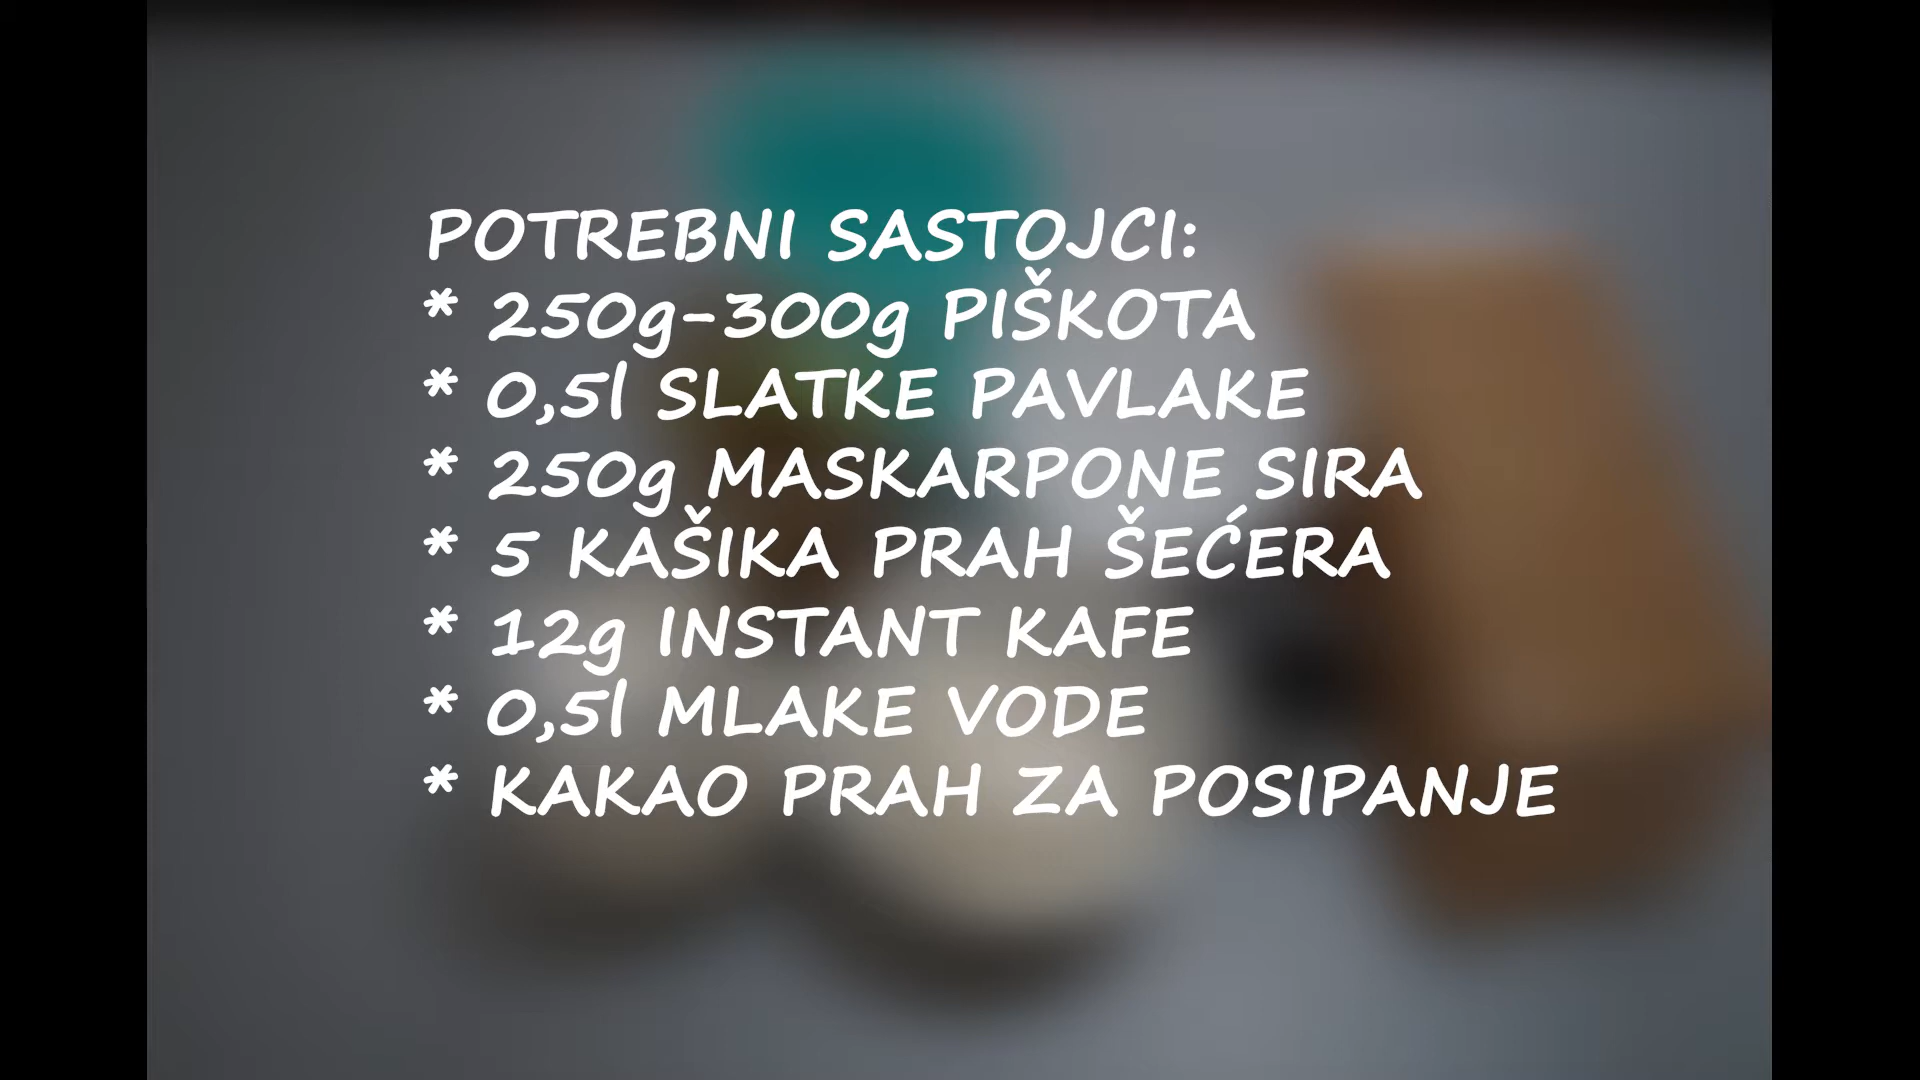 POTREBNI SASTOJCI:
* 250g-300g PIŠKOTA
* 0,5l SLATKE PAVLAKE
* 250g MASKARPONE SIRA
* 5 KAŠIKA PRAH ŠEĆERA
* 12g INSTANT KAFE
* 0,5l MLAKE VODE
* KAKAO PRAH ZA POSIPANJE